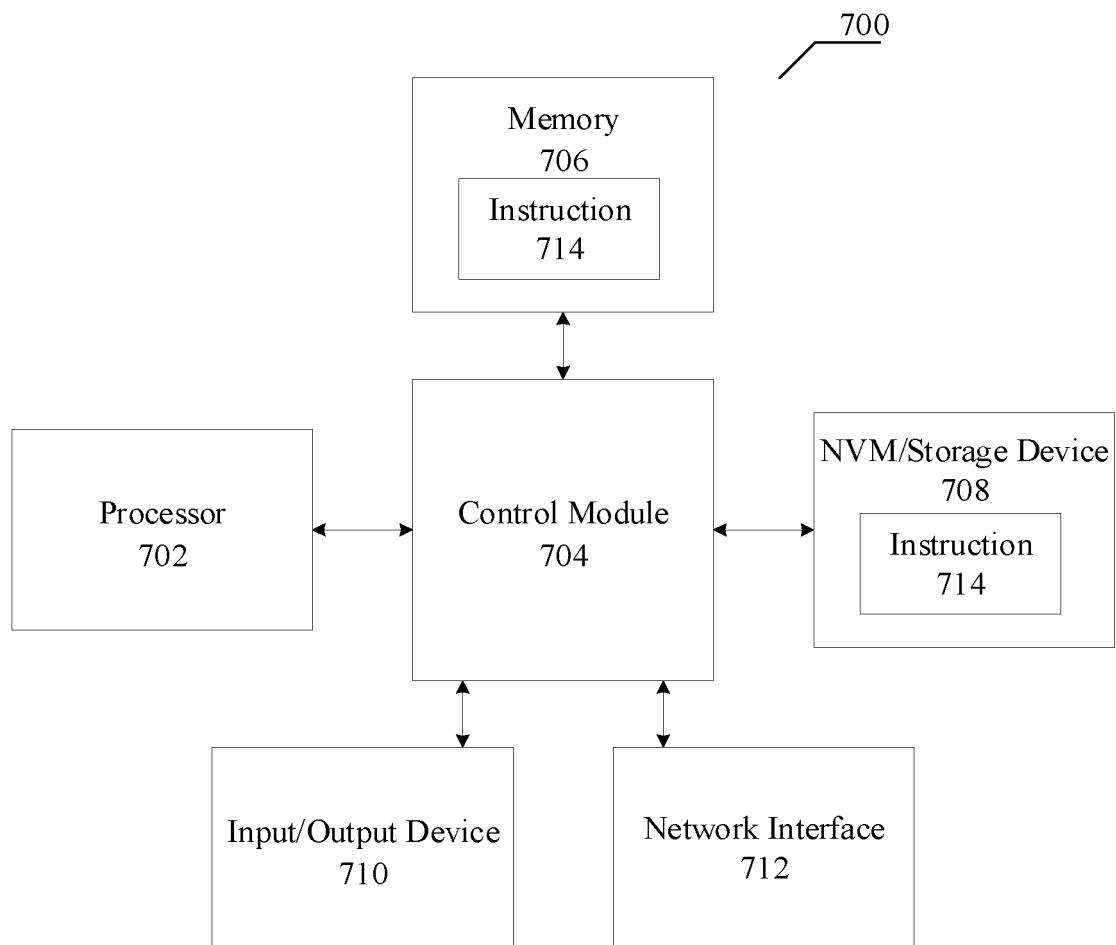 700
Memory
706
Instruction
714
NVM/Storage Device
708
Instruction
714
Processor
702
Control Module
704
Input/Output Device
710
Network Interface
712